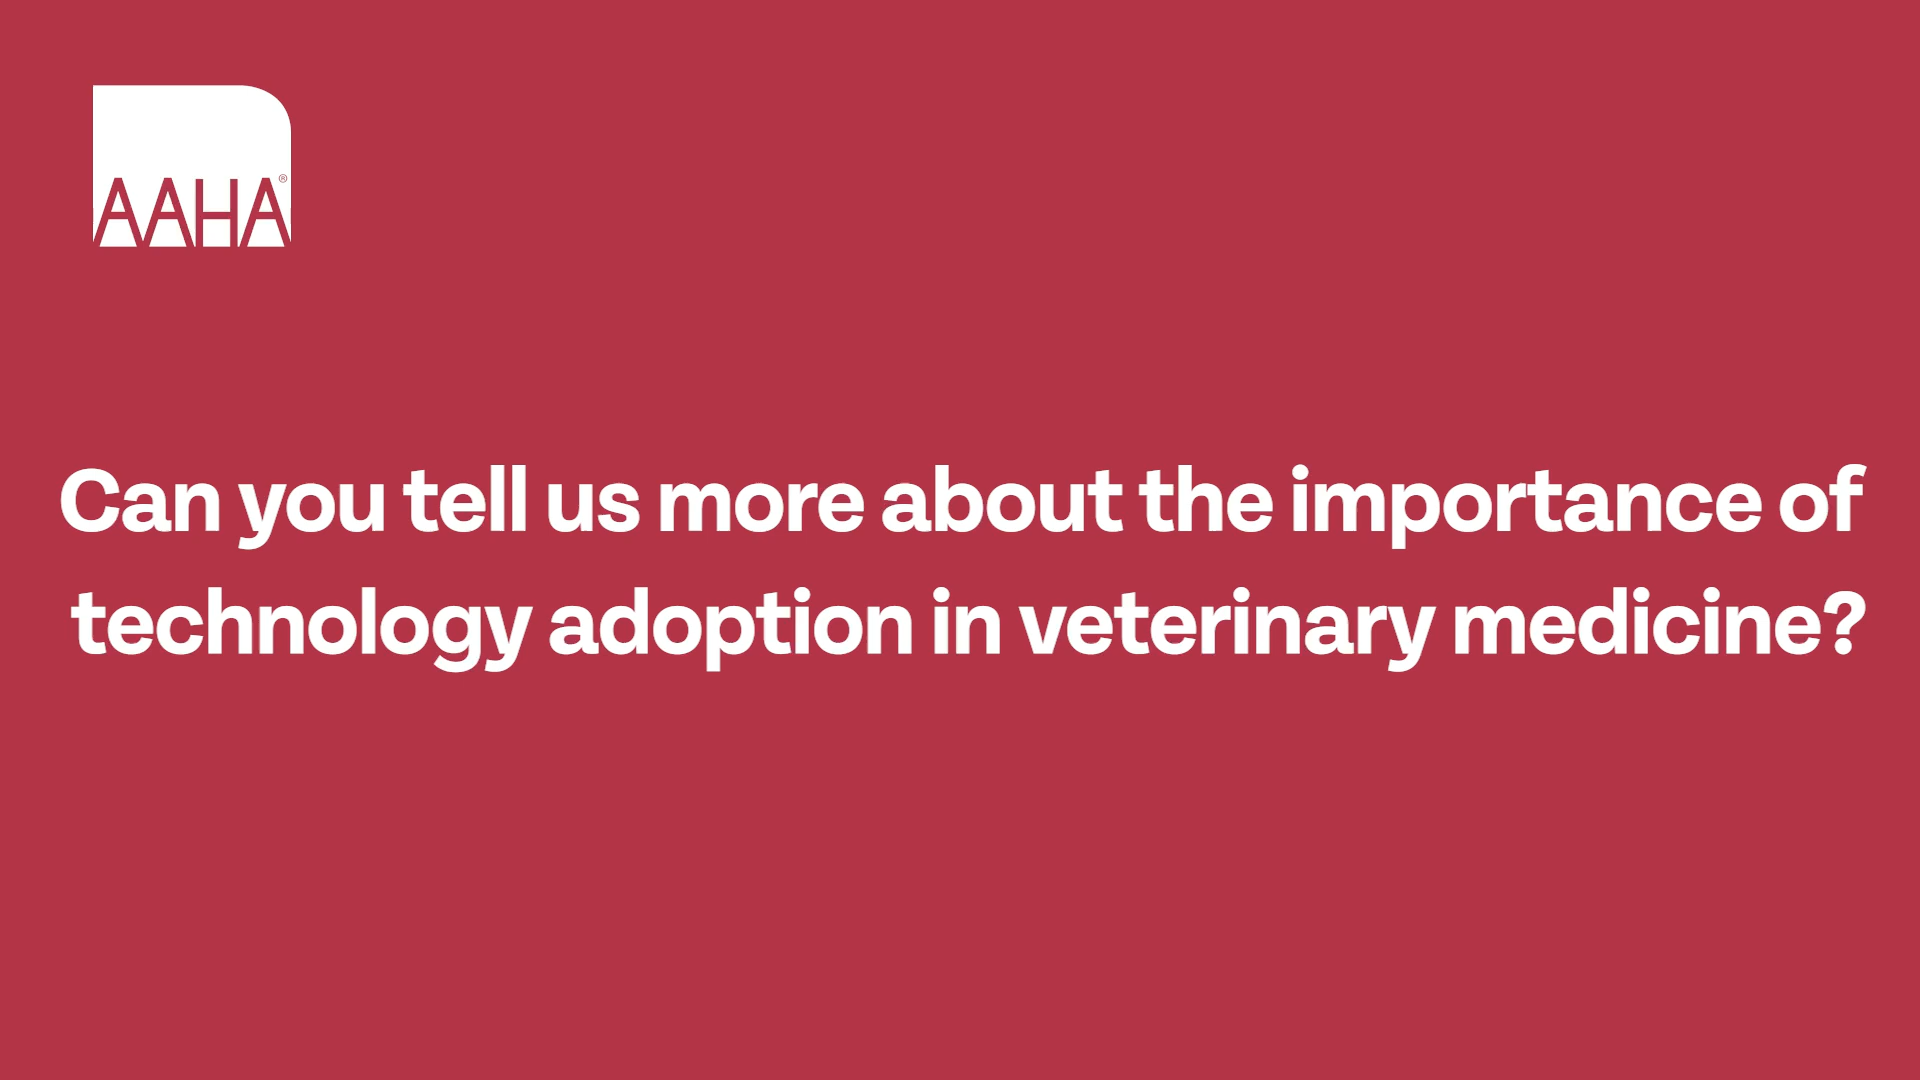 AAHA®
Can you tell us more about the importance of
technology adoption in veterinary medicine?